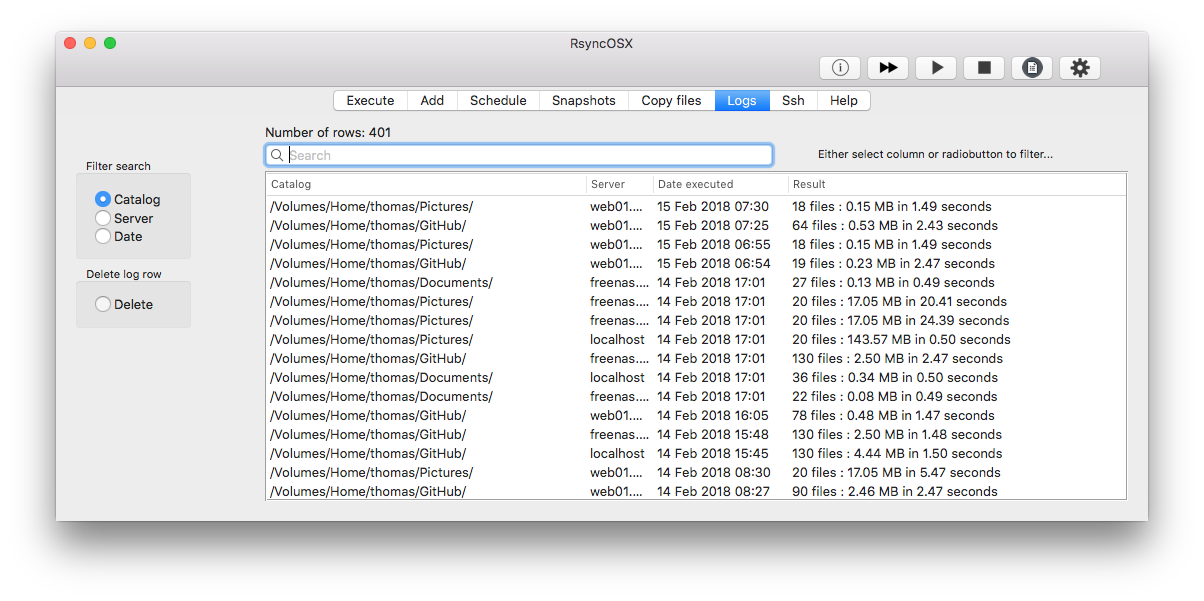 RsyncOSX
Execute Add Schedule Snapshots Copy files Logs Ssh Help
Number of rows: 401
Search
Either select column or radiobutton to filter...
Filter search
Catalog
Server
Date
Delete log row
Delete
Catalog Server Date executed Result
/Volumes/Home/thomas/Pictures/ web01.... 15 Feb 2018 07:30 18 files : 0.15 MB in 1.49 seconds
/Volumes/Home/thomas/GitHub/ web01.... 15 Feb 2018 07:25 64 files : 0.53 MB in 2.43 seconds
/Volumes/Home/thomas/Pictures/ web01.... 15 Feb 2018 06:55 18 files : 0.15 MB in 1.49 seconds
/Volumes/Home/thomas/GitHub/ web01.... 15 Feb 2018 06:54 19 files : 0.23 MB in 2.47 seconds
/Volumes/Home/thomas/Documents/ freenas.... 14 Feb 2018 17:01 27 files : 0.13 MB in 0.49 seconds
/Volumes/Home/thomas/Pictures/ freenas.... 14 Feb 2018 17:01 20 files : 17.05 MB in 20.41 seconds
/Volumes/Home/thomas/Pictures/ freenas.... 14 Feb 2018 17:01 20 files : 17.05 MB in 24.39 seconds
/Volumes/Home/thomas/Pictures/ localhost 14 Feb 2018 17:01 20 files : 143.57 MB in 0.50 seconds
/Volumes/Home/thomas/GitHub/ freenas.... 14 Feb 2018 17:01 130 files : 2.50 MB in 2.47 seconds
/Volumes/Home/thomas/Documents/ localhost 14 Feb 2018 17:01 36 files : 0.34 MB in 0.50 seconds
/Volumes/Home/thomas/Documents/ freenas.... 14 Feb 2018 17:01 22 files : 0.08 MB in 0.49 seconds
/Volumes/Home/thomas/GitHub/ web01.... 14 Feb 2018 16:05 78 files : 0.48 MB in 1.47 seconds
/Volumes/Home/thomas/GitHub/ freenas.... 14 Feb 2018 15:48 130 files : 2.50 MB in 1.48 seconds
/Volumes/Home/thomas/GitHub/ localhost 14 Feb 2018 15:45 130 files : 4.44 MB in 1.50 seconds
/Volumes/Home/thomas/Pictures/ web01.... 14 Feb 2018 08:30 20 files : 17.05 MB in 5.47 seconds
/Volumes/Home/thomas/GitHub/ web01.... 14 Feb 2018 08:27 90 files : 2.46 MB in 2.47 seconds